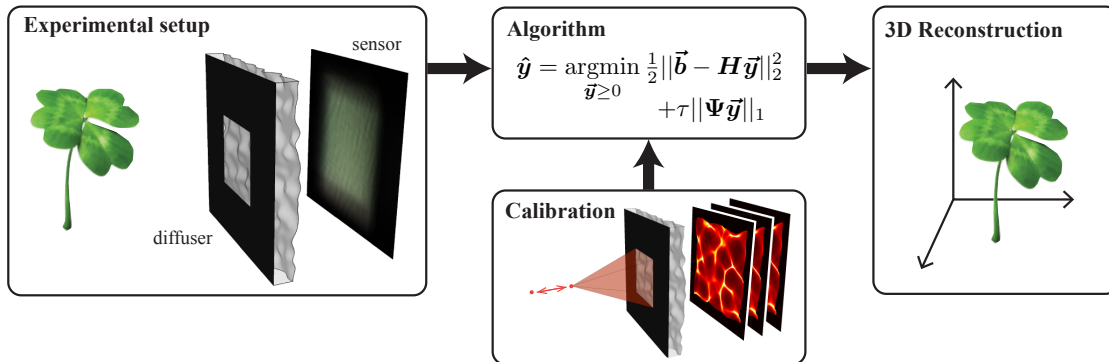 Experimental setup
sensor
diffuser
Algorithm
ŷ = argmin ½||b⃗ − Hy⃗||₂²
y⃗≥0
+τ||Ψy⃗||₁
Calibration
3D Reconstruction